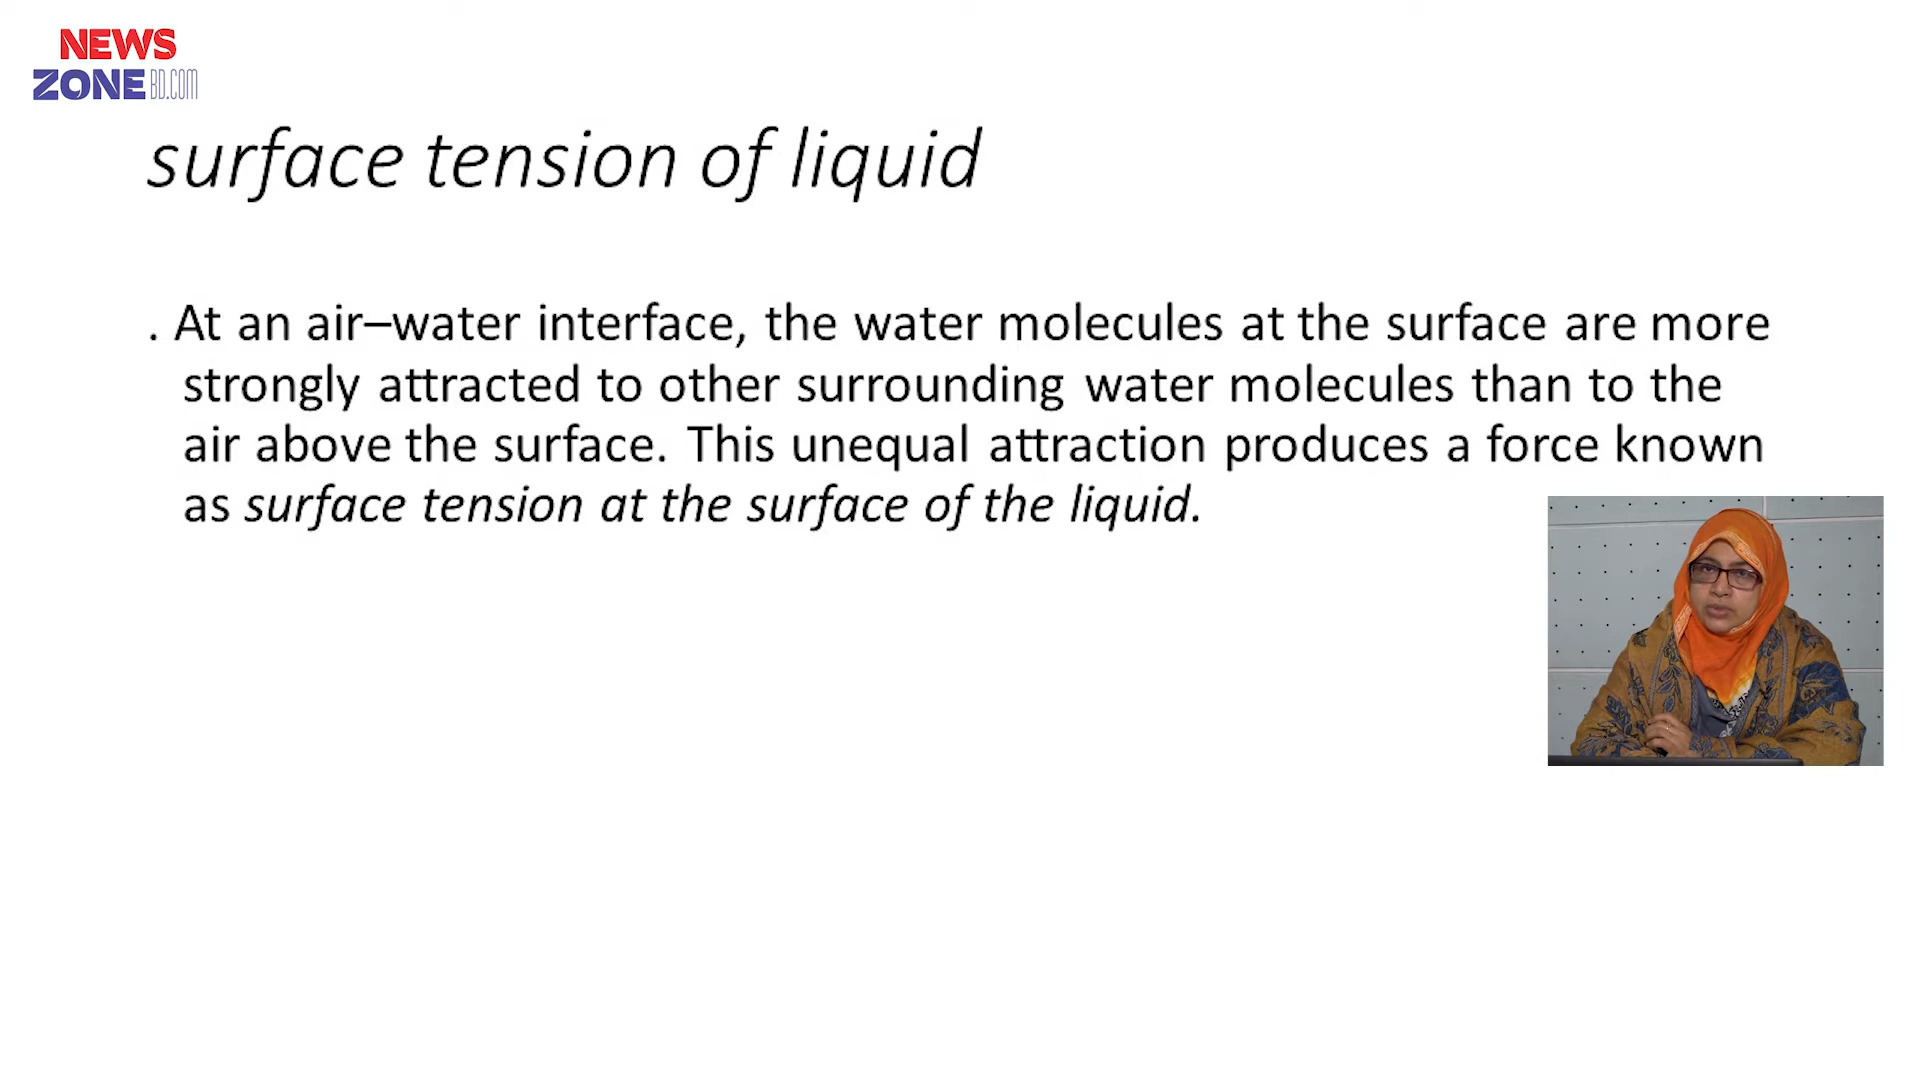 NEWS
ZONE BD.COM
surface tension of liquid
. At an air–water interface, the water molecules at the surface are more
strongly attracted to other surrounding water molecules than to the
air above the surface. This unequal attraction produces a force known
as surface tension at the surface of the liquid.